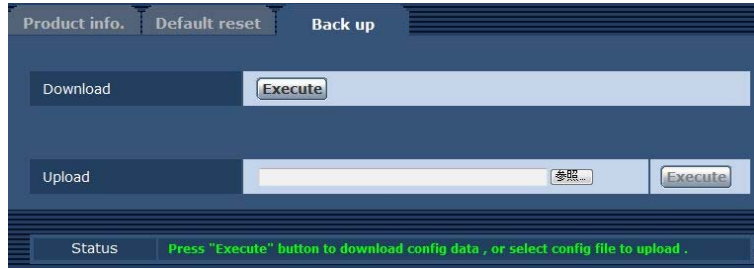 Product info. Default reset Back up
Download Execute
Upload 参照... Execute
Status Press "Execute" button to download config data , or select config file to upload .